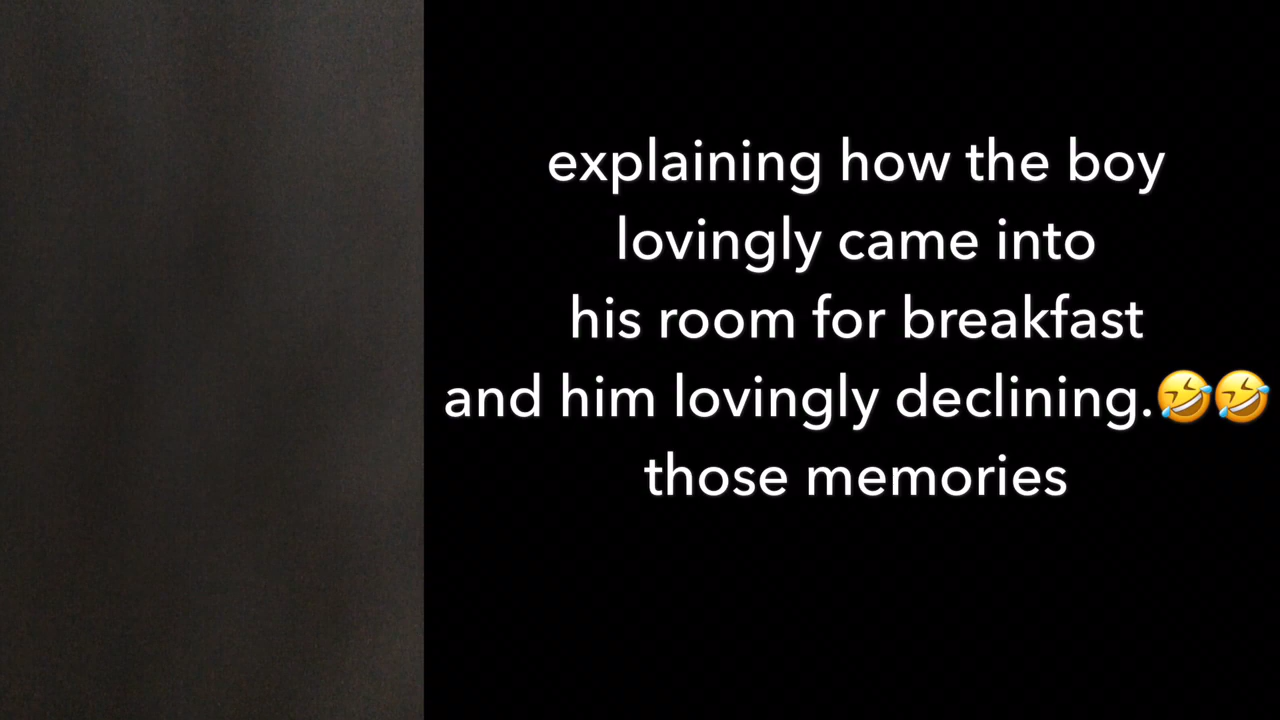 explaining how the boy
lovingly came into
his room for breakfast
and him lovingly declining.🤣🤣
those memories